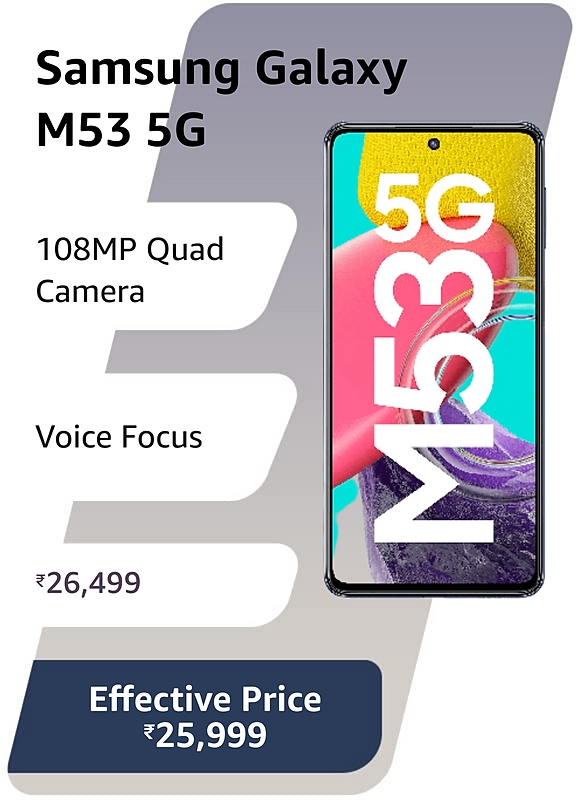 Samsung Galaxy
M53 5G
108MP Quad
Camera
Voice Focus
₹26,499
Effective Price
₹25,999
M53 5G